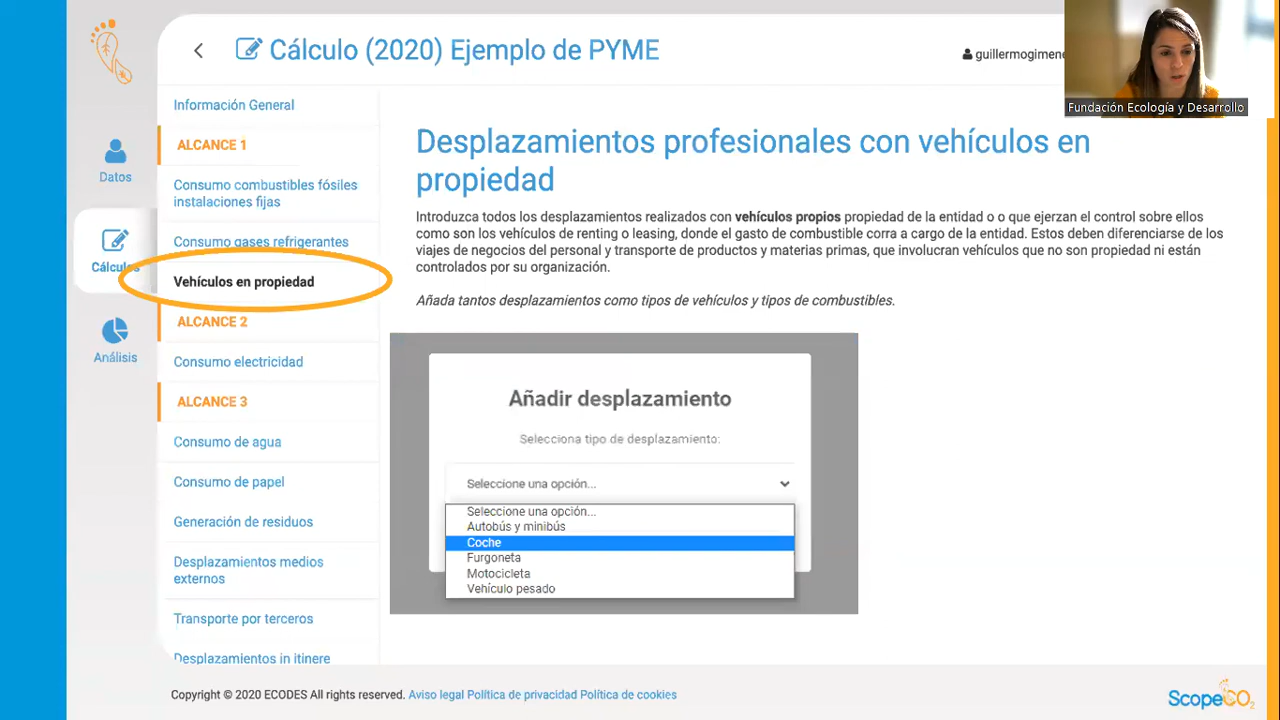 Cálculo (2020) Ejemplo de PYME
Fundación Ecología y Desarrollo
Datos
Cálculos
Análisis
Información General
ALCANCE 1
Consumo combustibles fósiles
instalaciones fijas
Consumo gases refrigerantes
Vehículos en propiedad
ALCANCE 2
Consumo electricidad
ALCANCE 3
Consumo de agua
Consumo de papel
Generación de residuos
Desplazamientos medios
externos
Transporte por terceros
Desplazamientos in itinere
Desplazamientos profesionales con vehículos en
propiedad
Introduzca todos los desplazamientos realizados con vehículos propios propiedad de la entidad o o que ejerzan el control sobre ellos
como son los vehículos de renting o leasing, donde el gasto de combustible corra a cargo de la entidad. Estos deben diferenciarse de los
viajes de negocios del personal y transporte de productos y materias primas, que involucran vehículos que no son propiedad ni están
controlados por su organización.
Añada tantos desplazamientos como tipos de vehículos y tipos de combustibles.
Añadir desplazamiento
Selecciona tipo de desplazamiento:
Seleccione una opción...
Seleccione una opción...
Autobús y minibús
Coche
Furgoneta
Motocicleta
Vehículo pesado
Copyright © 2020 ECODES All rights reserved. Aviso legal Política de privacidad Política de cookies
ScopeCO2